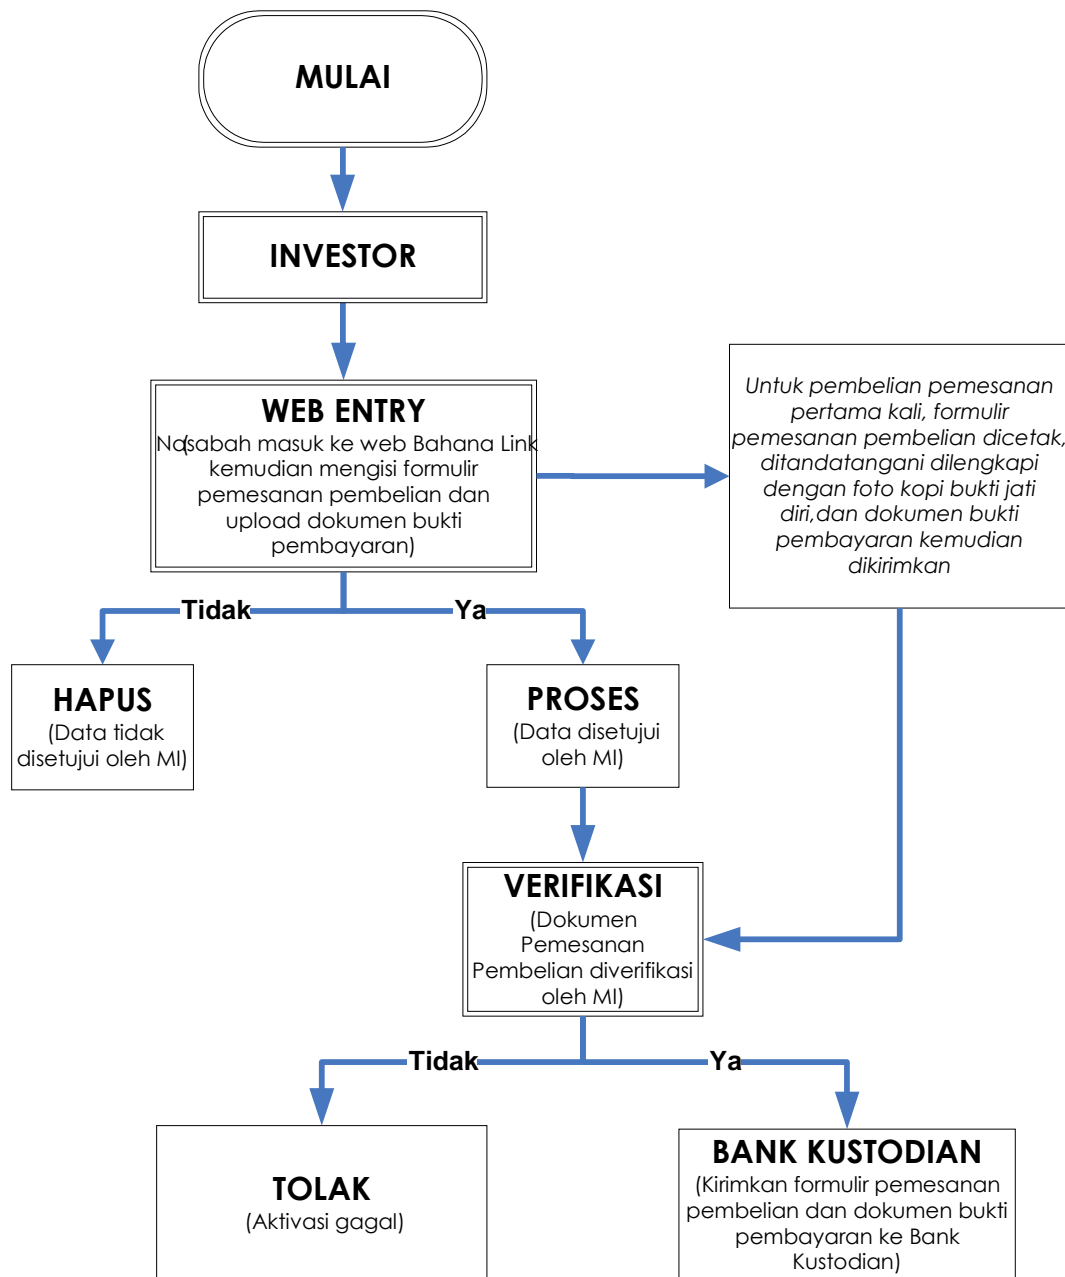 MULAI
INVESTOR
WEB ENTRY
(Nasabah masuk ke web Bahana Link
kemudian mengisi formulir
pemesanan pembelian dan
upload dokumen bukti
pembayaran)
Untuk pembelian pemesanan
pertama kali, formulir
pemesanan pembelian dicetak,
ditandatangani dilengkapi
dengan foto kopi bukti jati
diri,dan dokumen bukti
pembayaran kemudian
dikirimkan
Tidak
Ya
HAPUS
(Data tidak
disetujui oleh MI)
PROSES
(Data disetujui
oleh MI)
VERIFIKASI
(Dokumen
Pemesanan
Pembelian diverifikasi
oleh MI)
Tidak
Ya
TOLAK
(Aktivasi gagal)
BANK KUSTODIAN
(Kirimkan formulir pemesanan
pembelian dan dokumen bukti
pembayaran ke Bank
Kustodian)